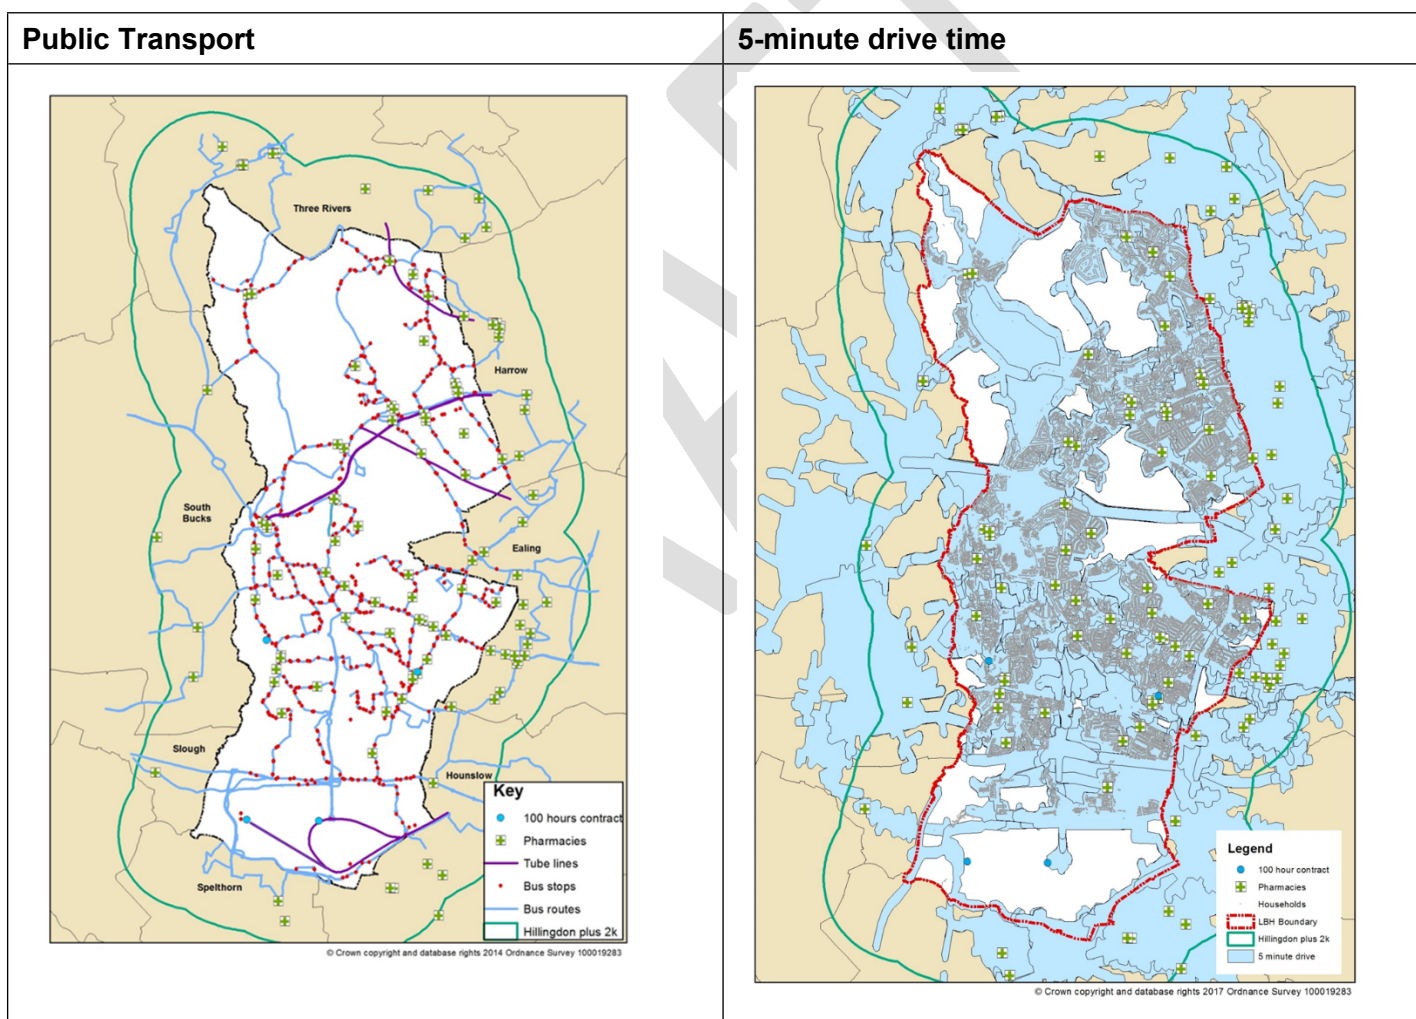 Public Transport
5-minute drive time
Three Rivers
Harrow
South
Bucks
Ealing
Slough
Hounslow
Spelthorn
Key
100 hours contract
Pharmacies
Tube lines
Bus stops
Bus routes
Hillingdon plus 2k
© Crown copyright and database rights 2014 Ordnance Survey 100019283
Legend
100 hour contract
Pharmacies
Households
LBH Boundary
Hillingdon plus 2k
5 minute drive
© Crown copyright and database rights 2017 Ordnance Survey 100019283